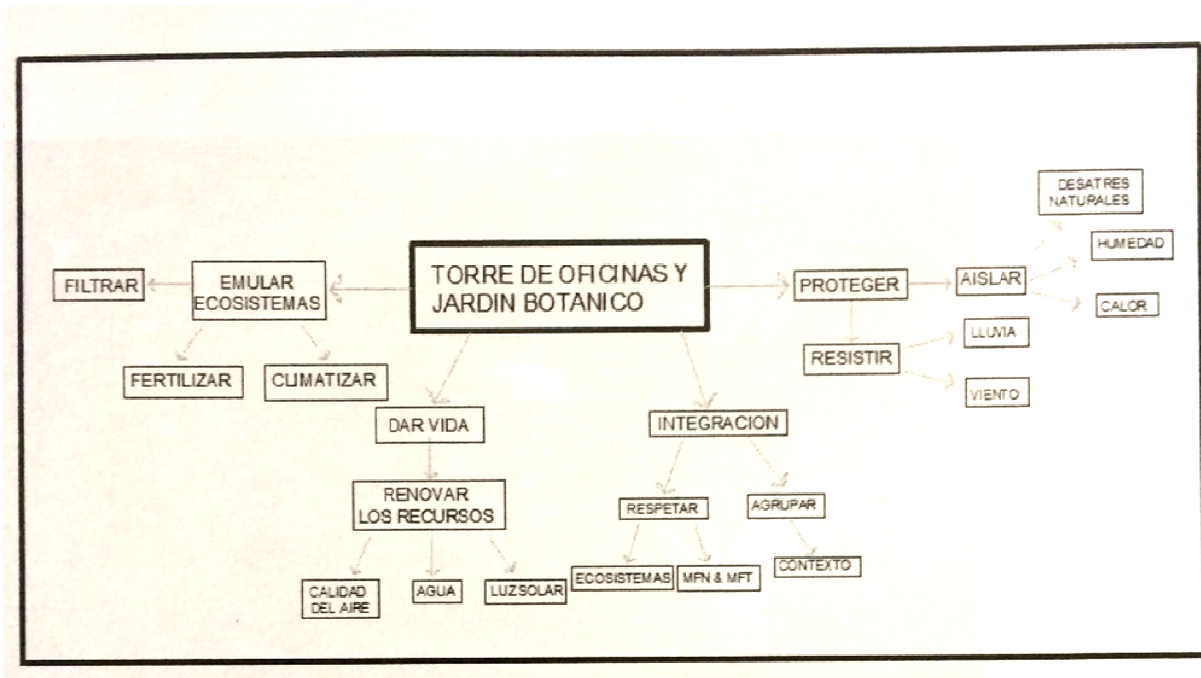 DESATRES
NATURALES
HUMEDAD
TORRE DE OFICINAS Y
JARDIN BOTANICO
FILTRAR
EMULAR
ECOSISTEMAS
PROTEGER
AISLAR
CALOR
LLUVIA
RESISTIR
FERTILIZAR
CLIMATIZAR
VIENTO
DAR VIDA
INTEGRACION
RENOVAR
LOS RECURSOS
RESPETAR
AGRUPAR
ECOSISTEMAS
MFN & MFT
CONTEXTO
CALIDAD
DEL AIRE
AGUA
LUZ SOLAR